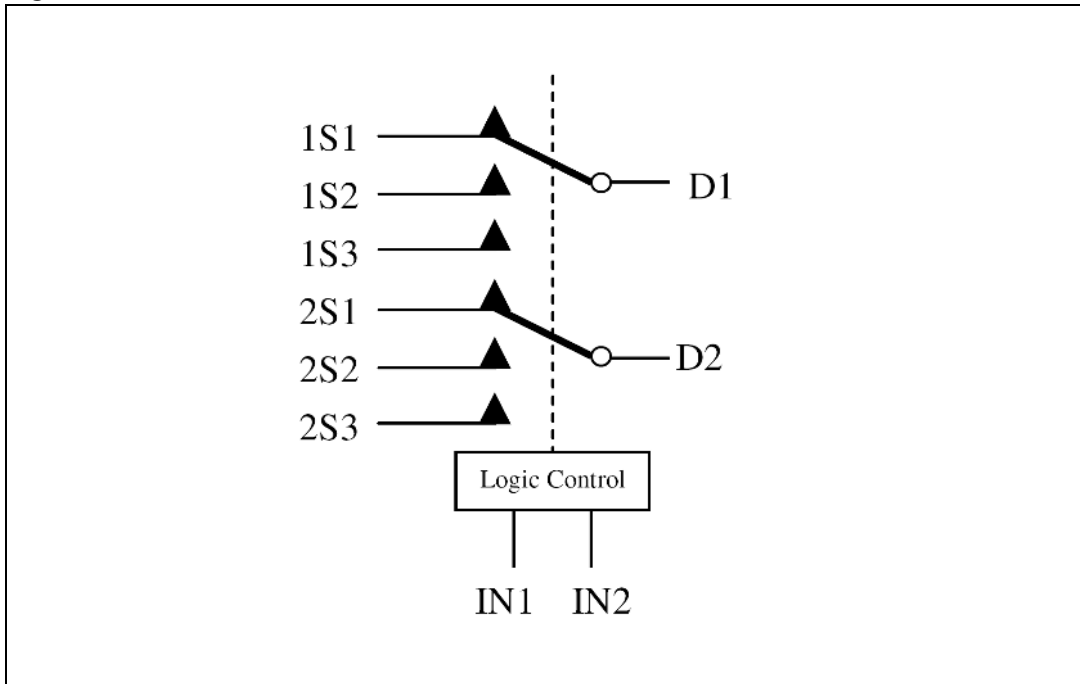 1S1
1S2
D1
1S3
2S1
2S2
D2
2S3
Logic Control
IN1 IN2